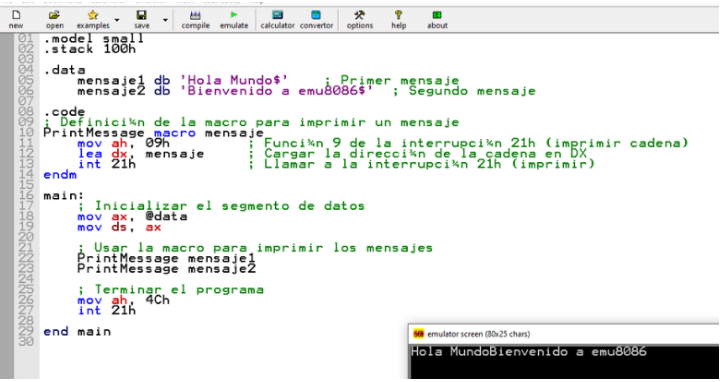 new open examples save compile emulate calculator convertor options help about
01 .model small
02 .stack 100h
03
04 .data
05 mensaje1 db 'Hola Mundo$' ; Primer mensaje
06 mensaje2 db 'Bienvenido a emu8086$' ; Segundo mensaje
07
08 .code
09 ; Definici¾n de la macro para imprimir un mensaje
10 PrintMessage macro mensaje
11 mov ah, 09h ; Funci¾n 9 de la interrupci¾n 21h (imprimir cadena)
12 lea dx, mensaje ; Cargar la direcci¾n de la cadena en DX
13 int 21h ; Llamar a la interrupci¾n 21h (imprimir)
14 endm
15
16 main:
17 ; Inicializar el segmento de datos
18 mov ax, @data
19 mov ds, ax
20
21 ; Usar la macro para imprimir los mensajes
22 PrintMessage mensaje1
23 PrintMessage mensaje2
24
25 ; Terminar el programa
26 mov ah, 4Ch
27 int 21h
28
29 end main
30
emulator screen (80x25 chars)
Hola MundoBienvenido a emu8086